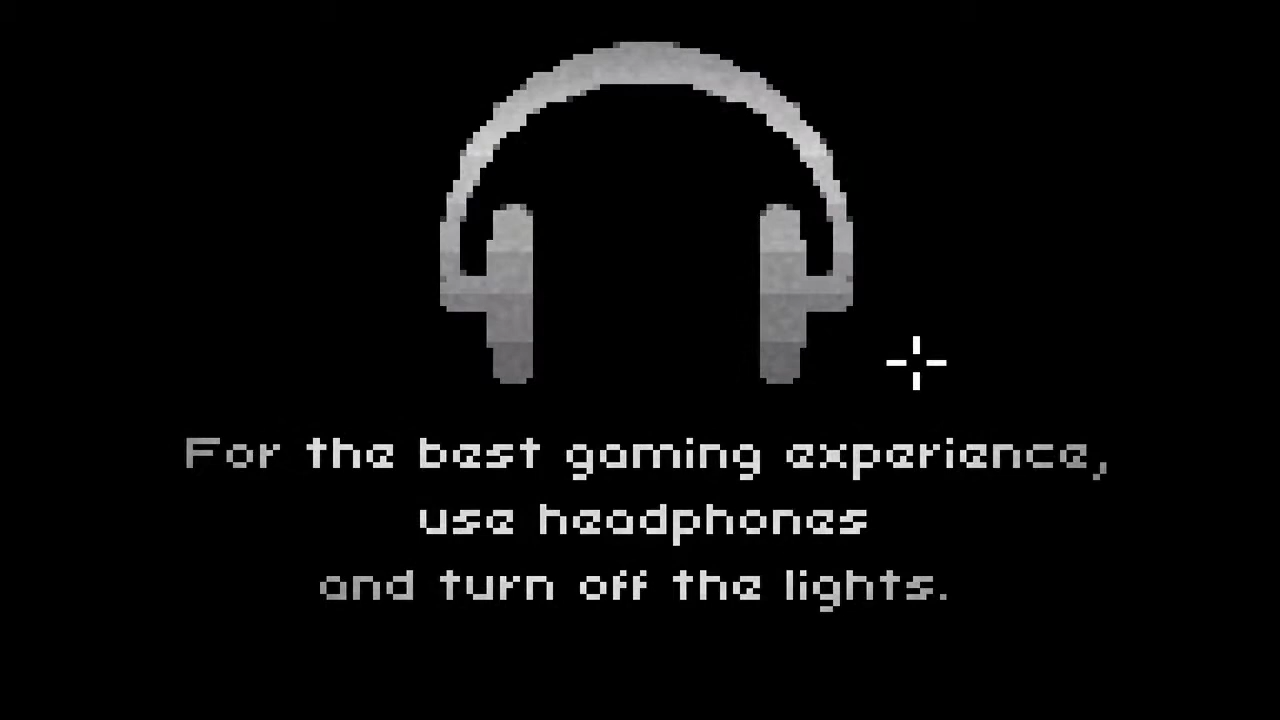 For the best gaming experience,
use headphones
and turn off the lights.